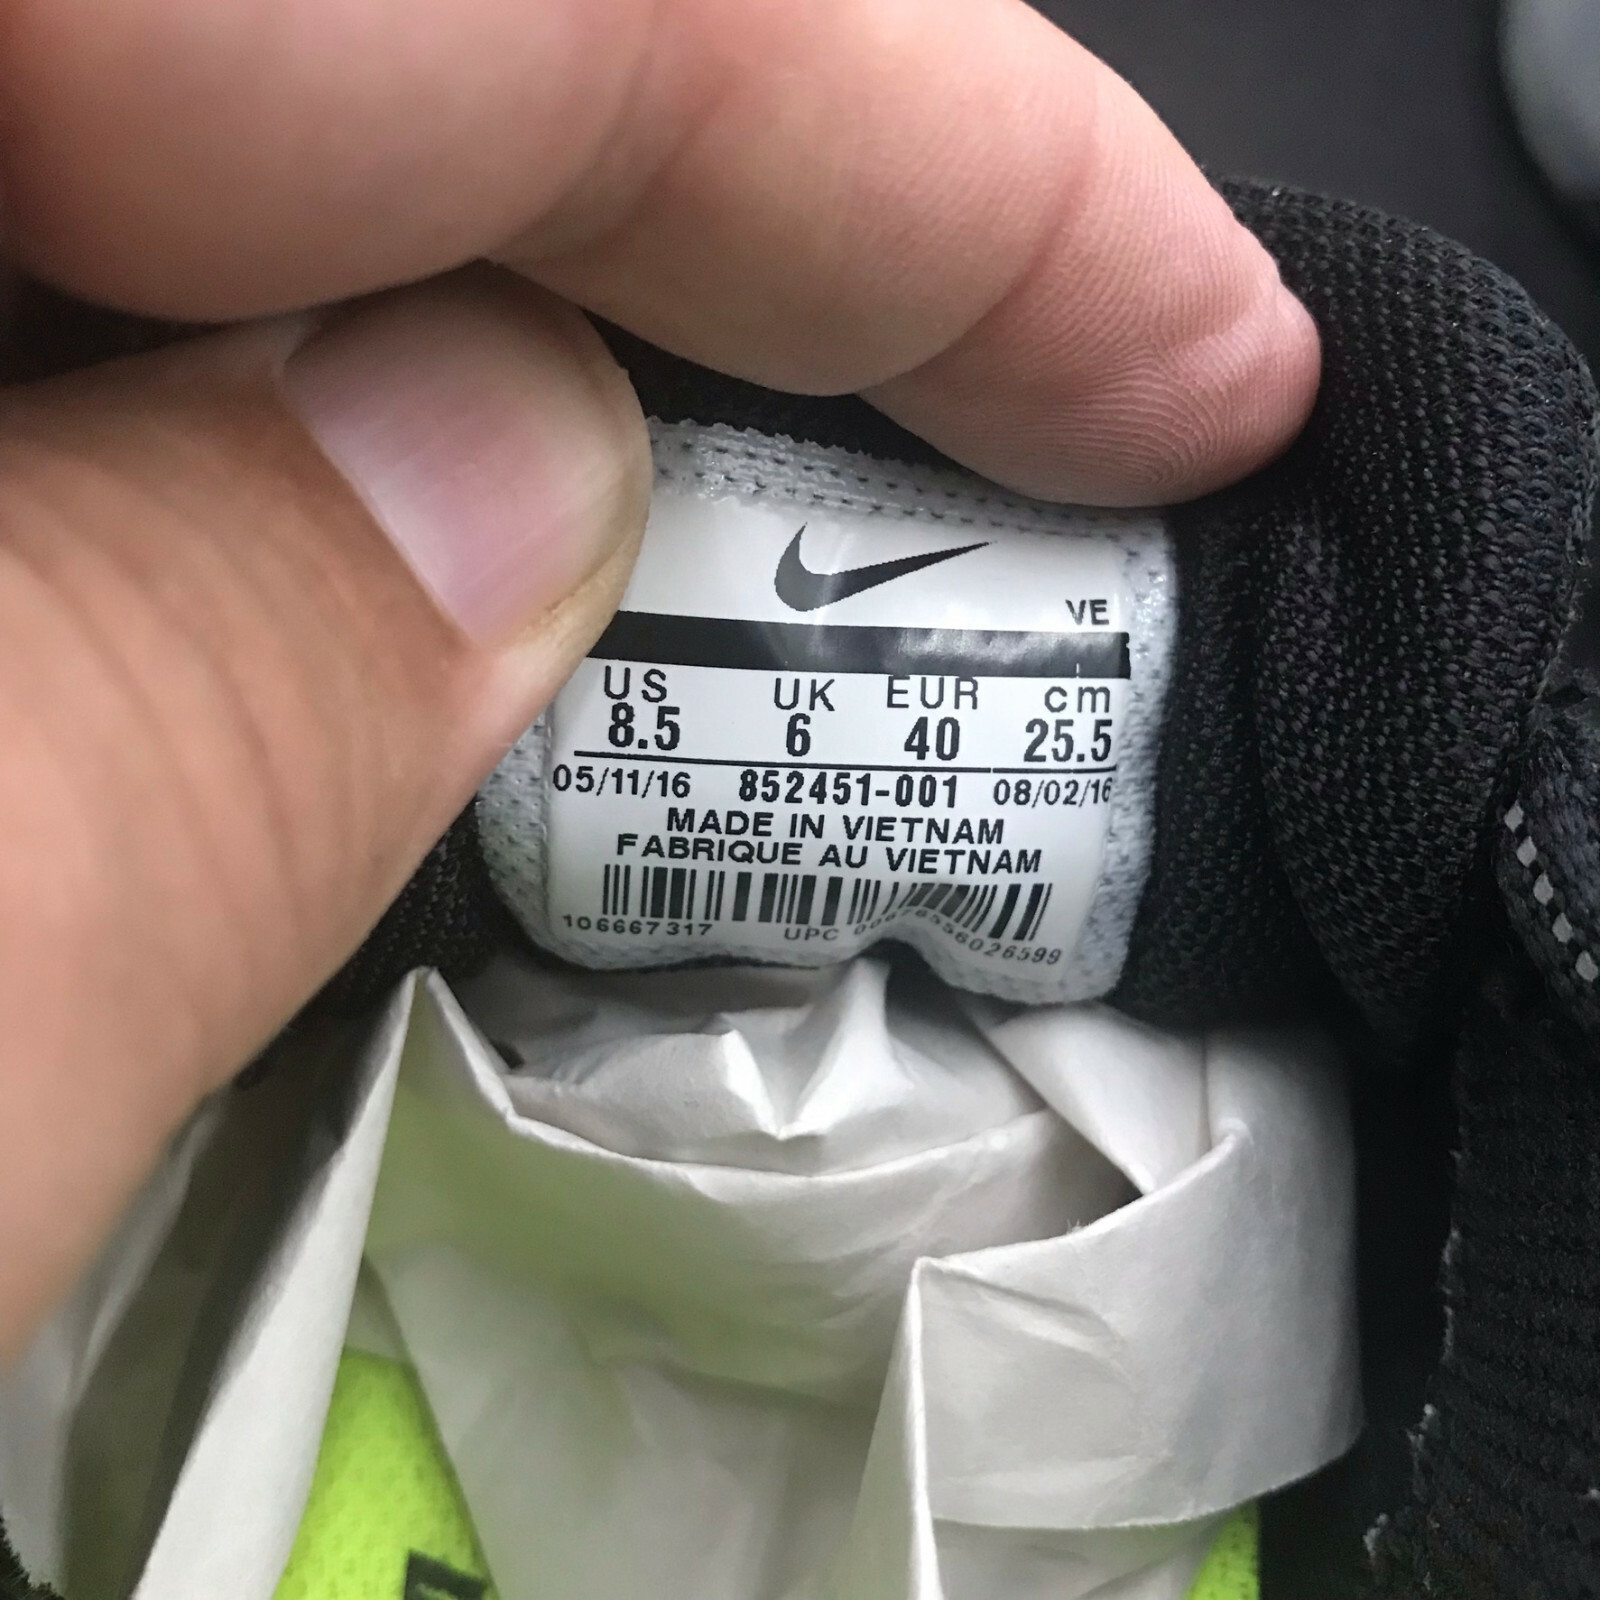 VE
US UK EUR cm
8.5 6 40 25.5
05/11/16 852451-001 08/02/16
MADE IN VIETNAM
FABRIQUE AU VIETNAM
106667317 UPC